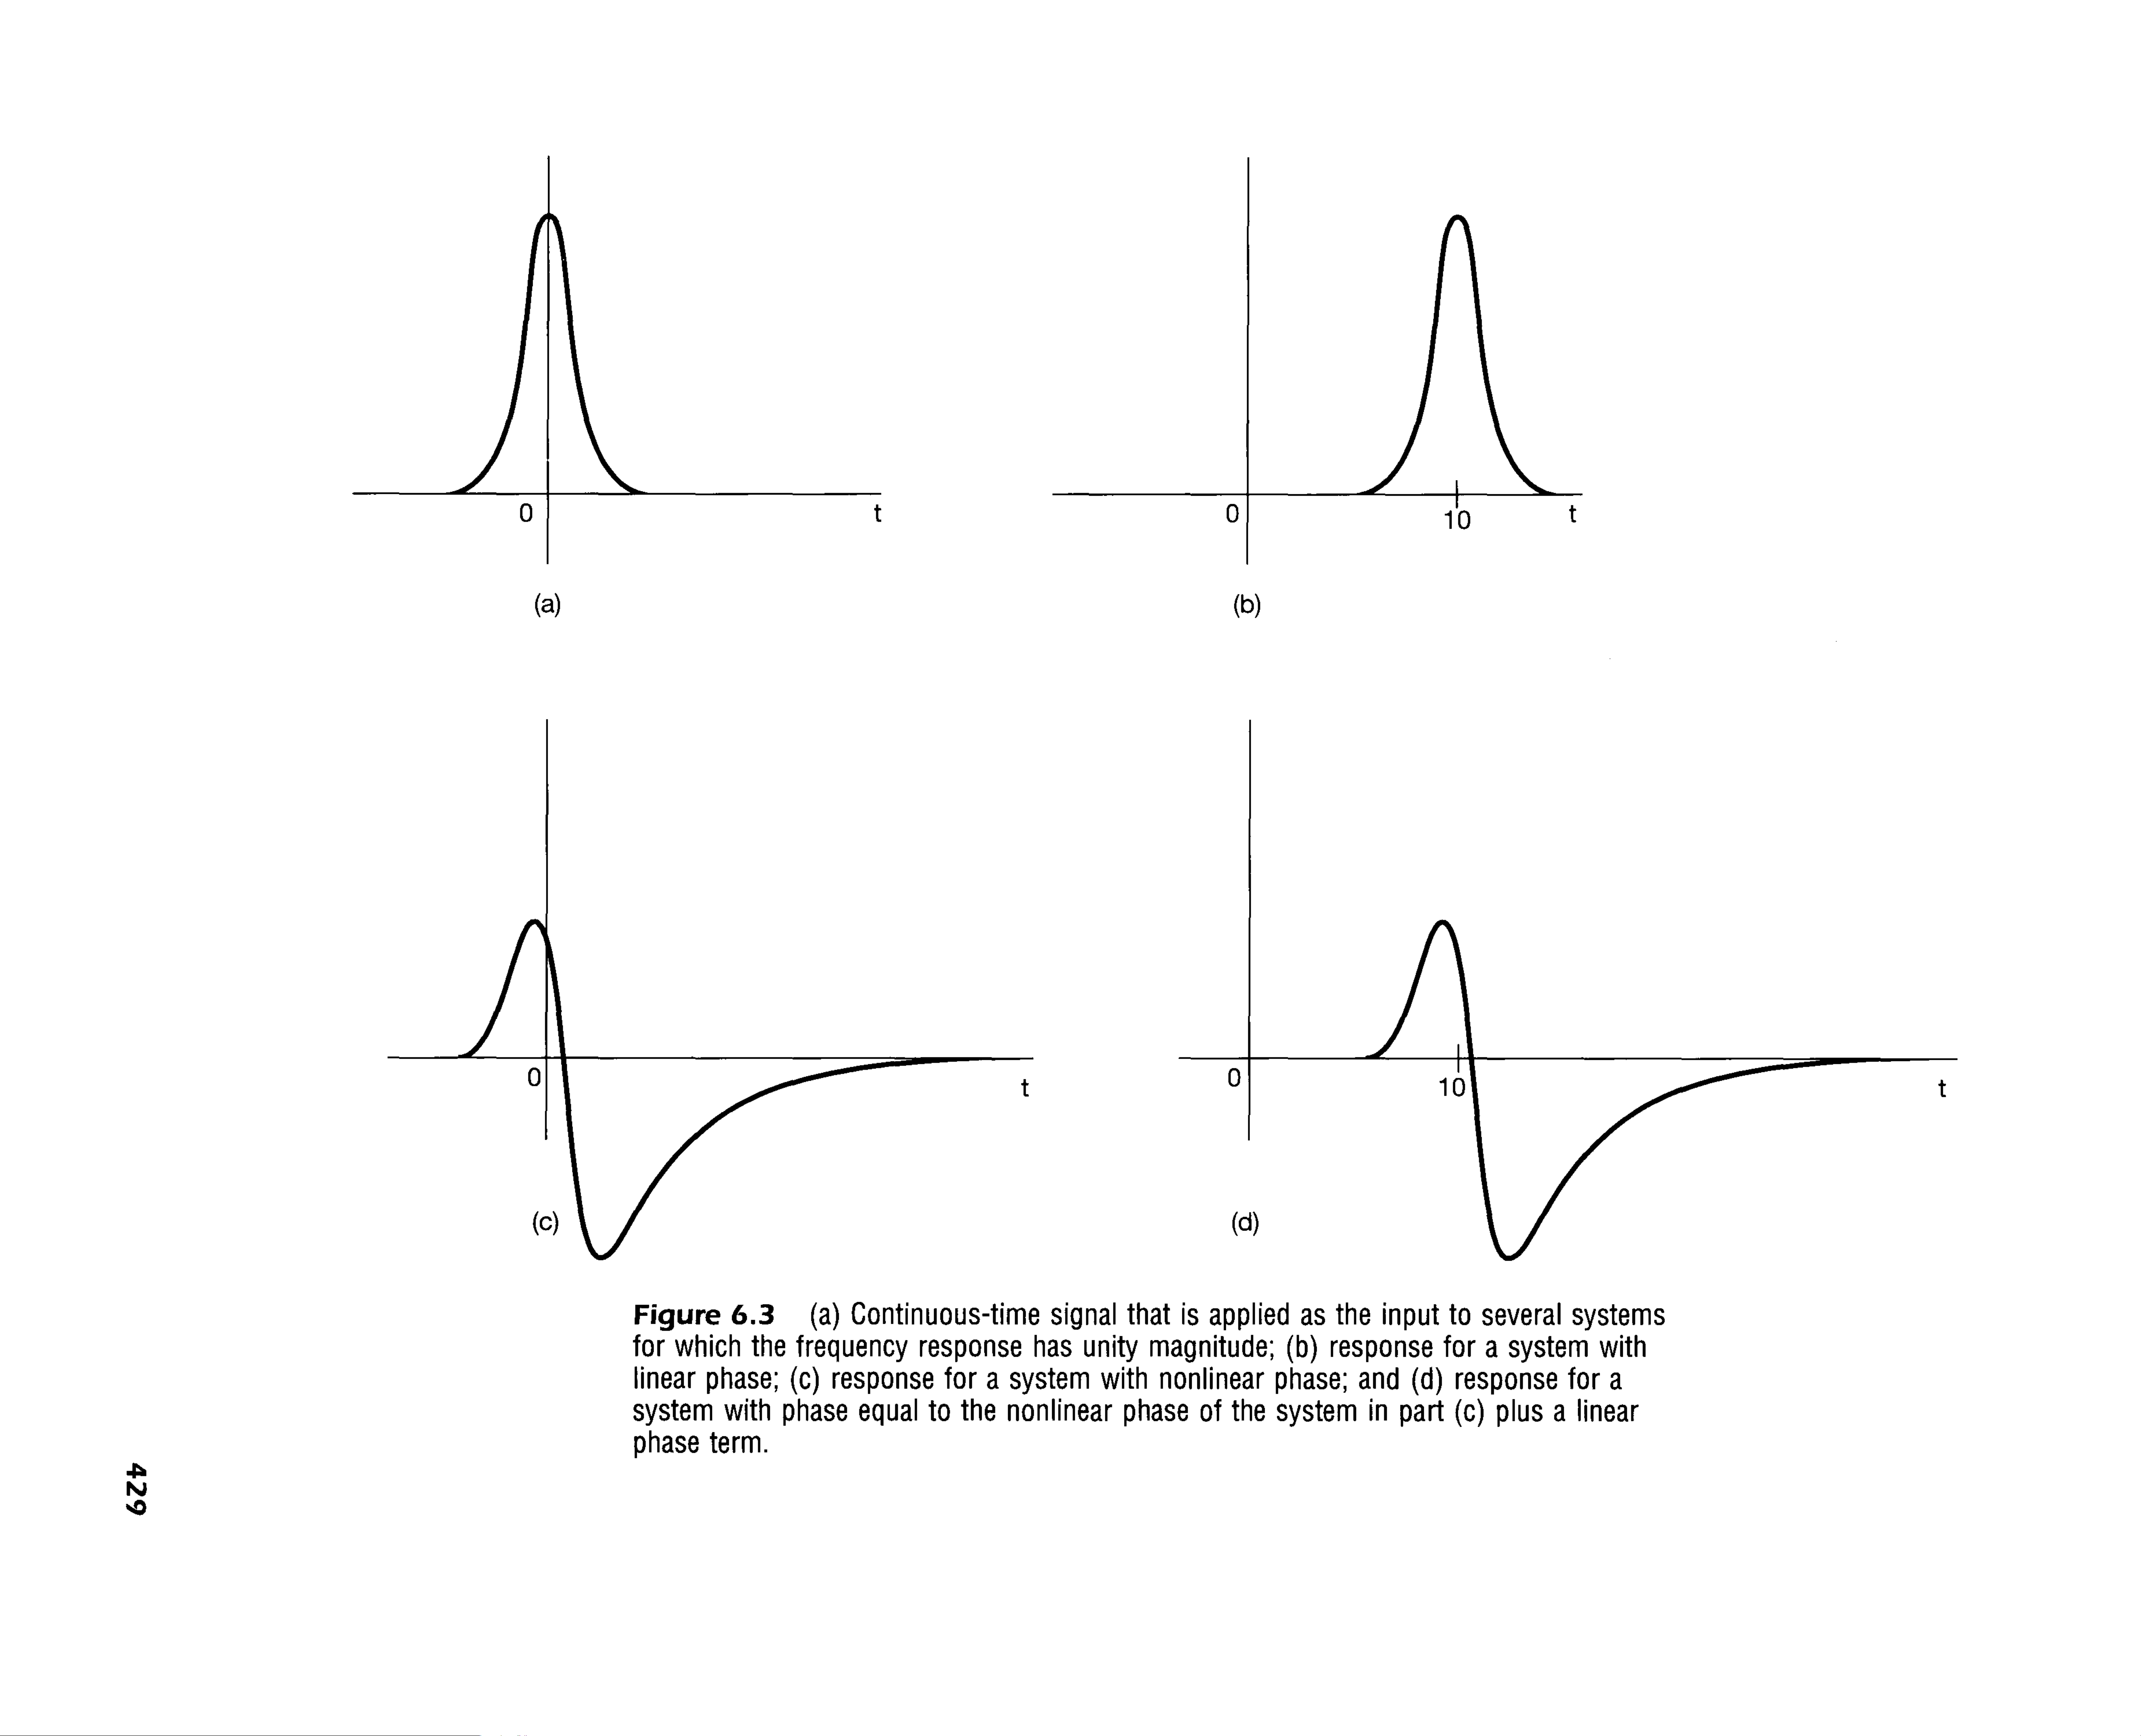 0
t
(a)
0
10
t
(b)
0
t
(c)
0
10
t
(d)
Figure 6.3 (a) Continuous-time signal that is applied as the input to several systems
for which the frequency response has unity magnitude; (b) response for a system with
linear phase; (c) response for a system with nonlinear phase; and (d) response for a
system with phase equal to the nonlinear phase of the system in part (c) plus a linear
phase term.
429